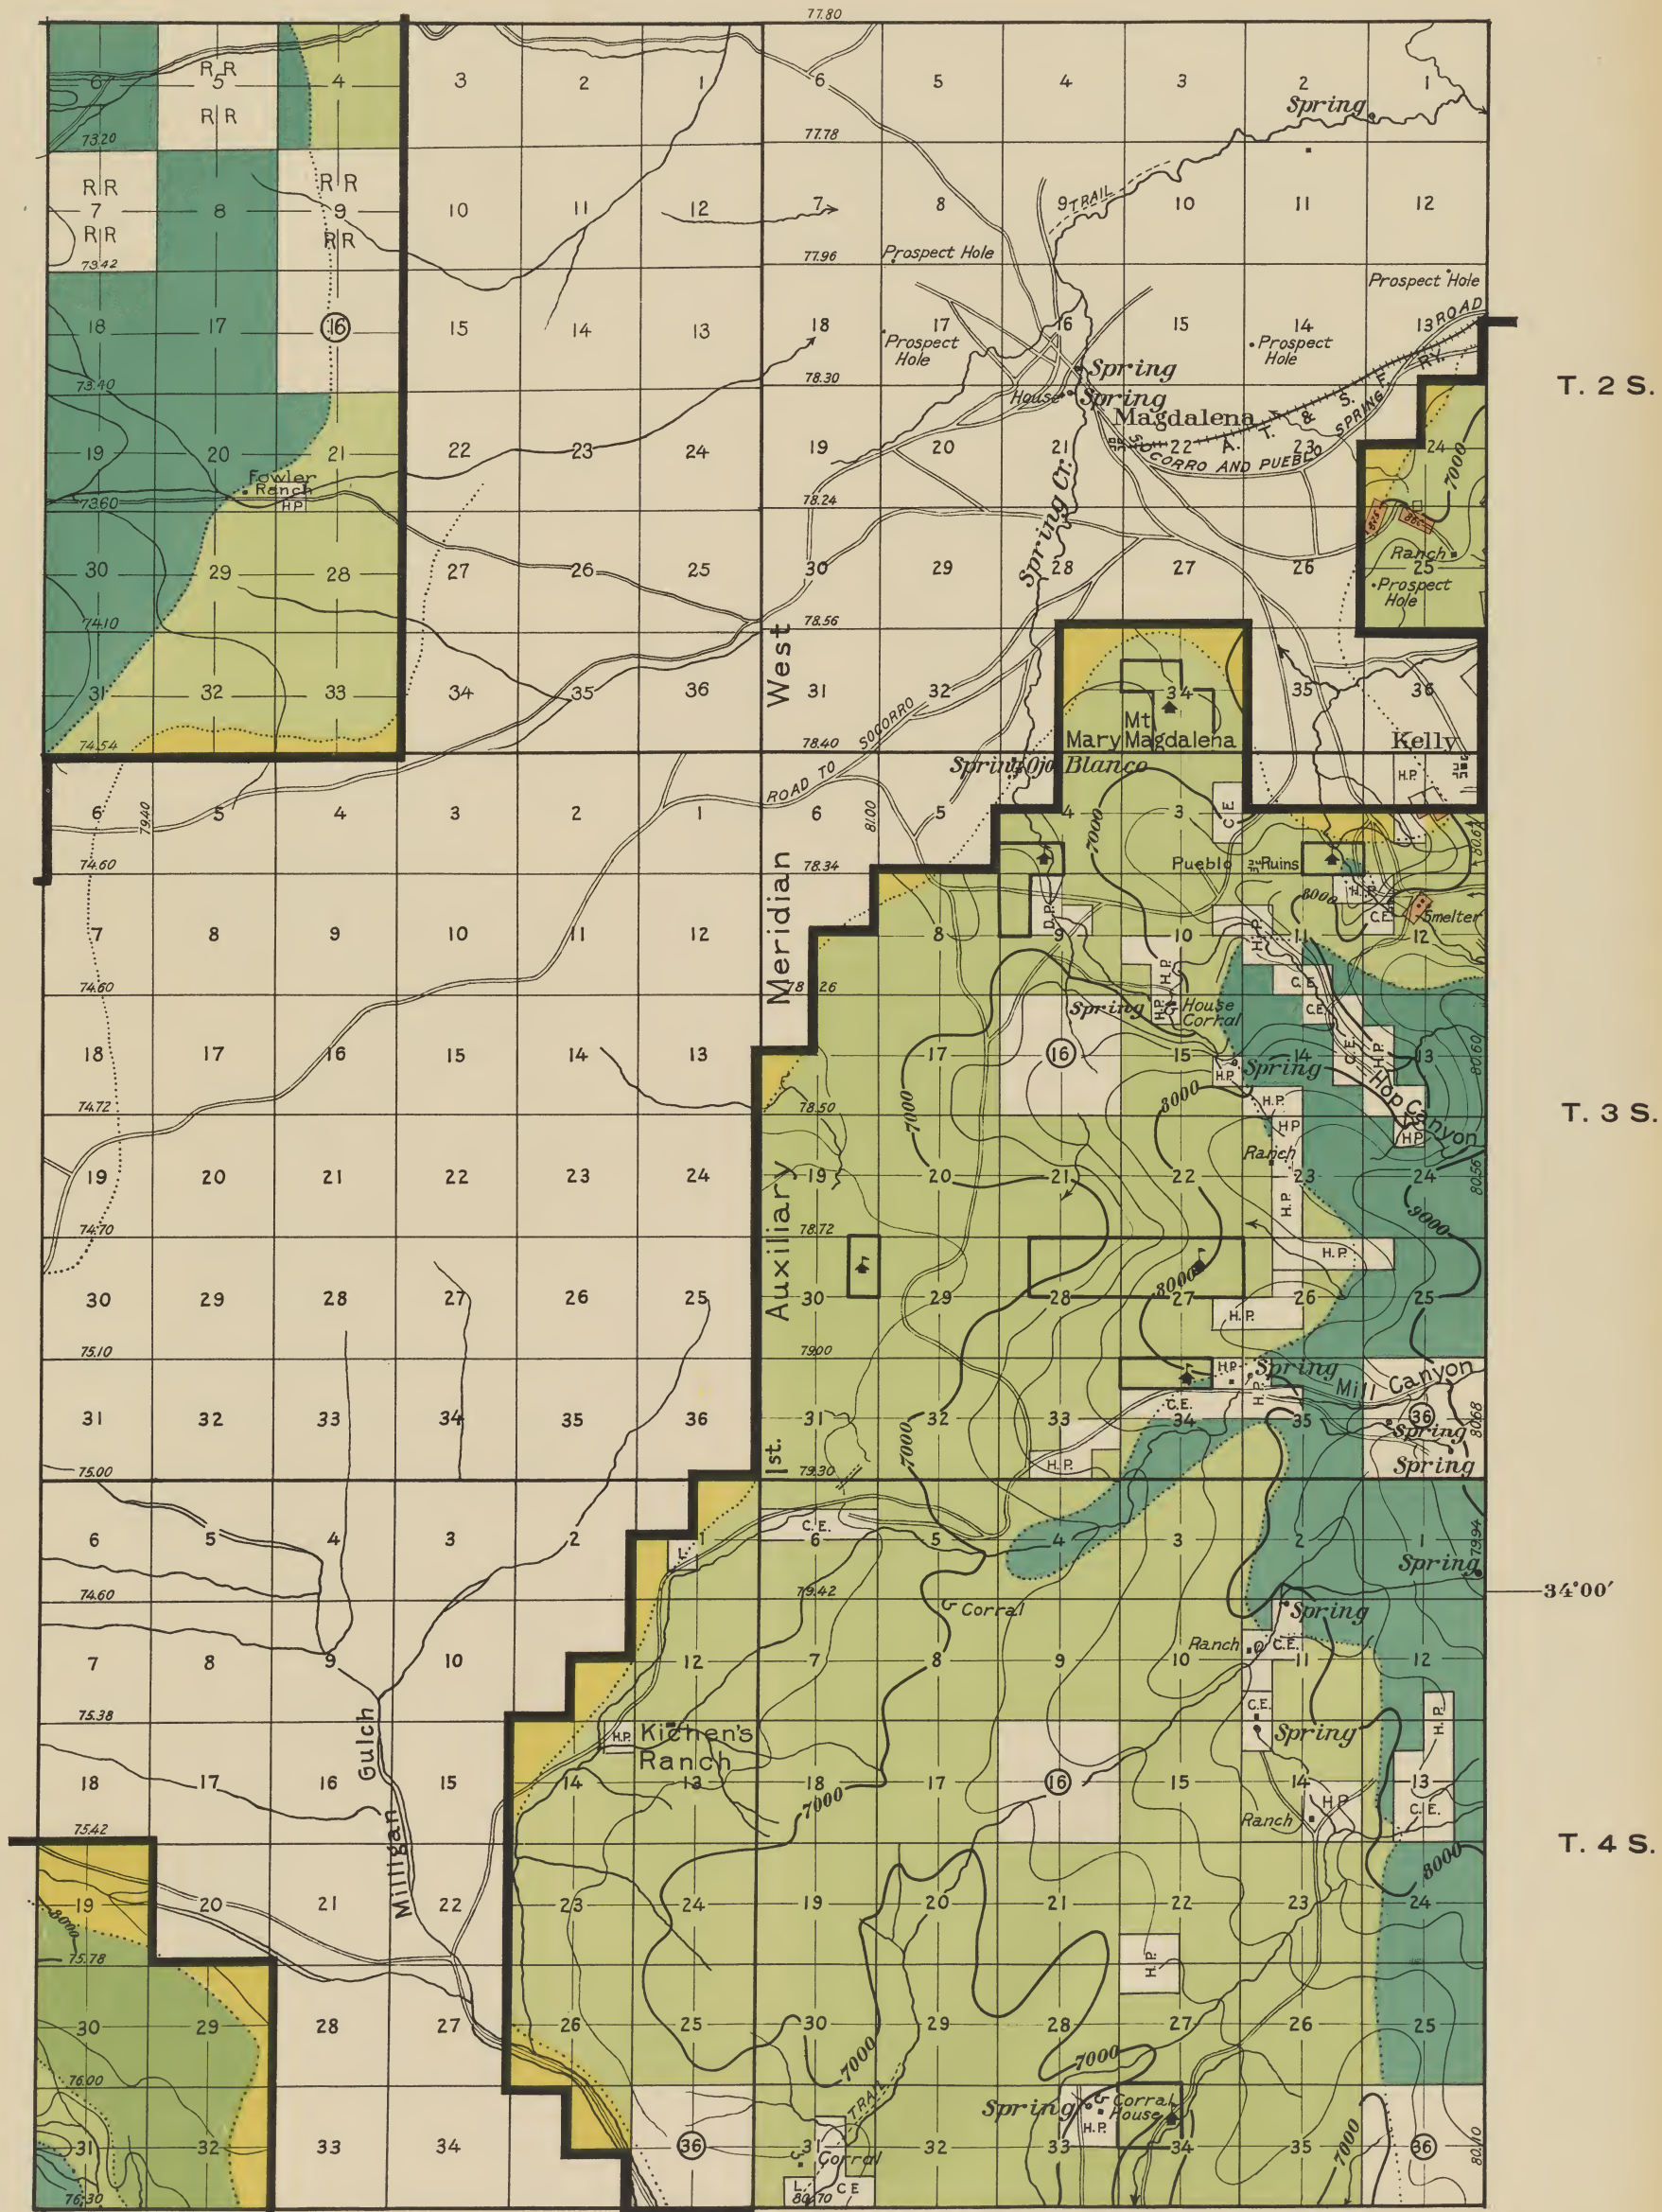 77.80
6
R R
5
R R
4
3
2
1
6
5
4
3
2
1
Spring
73.20
77.78
R R
7
R R
8
R R
9
R R
10
11
12
7
8
9
TRAIL
10
11
12
73.42
77.96
Prospect Hole
Prospect Hole
18
17
16
15
14
13
18
17
16
15
14
13
ROAD
Prospect
Hole
Prospect
Hole
73.40
78.30
Spring
House
Spring
Magdalena
A. T. & S. F. RY.
SOCORRO AND PUEBLO SPRING
T. 2 S.
19
20
21
22
23
24
19
20
21
22
23
24
7000
Fowler
Ranch
H P
73.60
78.24
Spring Cr.
30
29
28
27
26
25
30
29
28
27
26
25
Ranch
Prospect
Hole
74.10
78.56
31
32
33
34
35
36
31
32
34
35
36
Mt.
Mary Magdalena
Kelly
H.P.
74.54
78.40
ROAD TO SOCORRO
Spring Ojo Blanco
6
79.40
5
4
3
2
1
6
81.00
5
4
3
C.E.
7000
74.60
78.34
Pueblo Ruins
8000
H.P.
C.E.
Smelter
7
8
9
10
11
12
8
9
10
11
12
D.P.
H.P.
H.P.
74.60
78.26
Spring
H.P.
House
Corral
C.E.
C.E.
18
17
16
15
14
13
17
16
15
14
13
80.60
Spring
H.P.
C.E.
H.P.
Hop Canyon
74.72
78.50
7000
8000
H.P.
H P
H P
Ranch
T. 3 S.
19
20
21
22
23
24
19
20
21
22
23
24
80.56
H.P.
9000
74.70
78.72
H.P.
30
29
28
27
26
25
30
29
28
27
26
25
8000
H.P.
75.10
79.00
H.P.
Spring
Mill Canyon
H.P.
C.E.
31
32
33
34
35
36
31
32
33
34
35
36
80.68
7000
H.P.
Spring
Spring
1st. Auxiliary Meridian West
75.00
79.30
6
5
4
3
2
1
L.
C.E.
6
5
4
3
2
1
79.94
Spring
74.60
79.42
34°00′
Corral
Spring
Ranch
C.E.
7
8
9
10
12
7
8
9
10
11
12
75.38
H.P.
Kichen's
Ranch
C.E.
Spring
H.P.
Milligan Gulch
18
17
16
15
14
13
18
17
16
15
14
13
7000
H.P.
C.E.
Ranch
75.42
8000
T. 4 S.
19
20
21
22
23
24
19
20
21
22
23
24
8000
75.78
H.P.
30
29
28
27
26
25
30
29
28
27
26
25
76.00
7000
7000
TRAIL
Spring
Corral
House
H.P.
31
32
33
34
36
31
32
33
34
35
36
7000
80.10
Corral
76.30
L.
80.70
C E